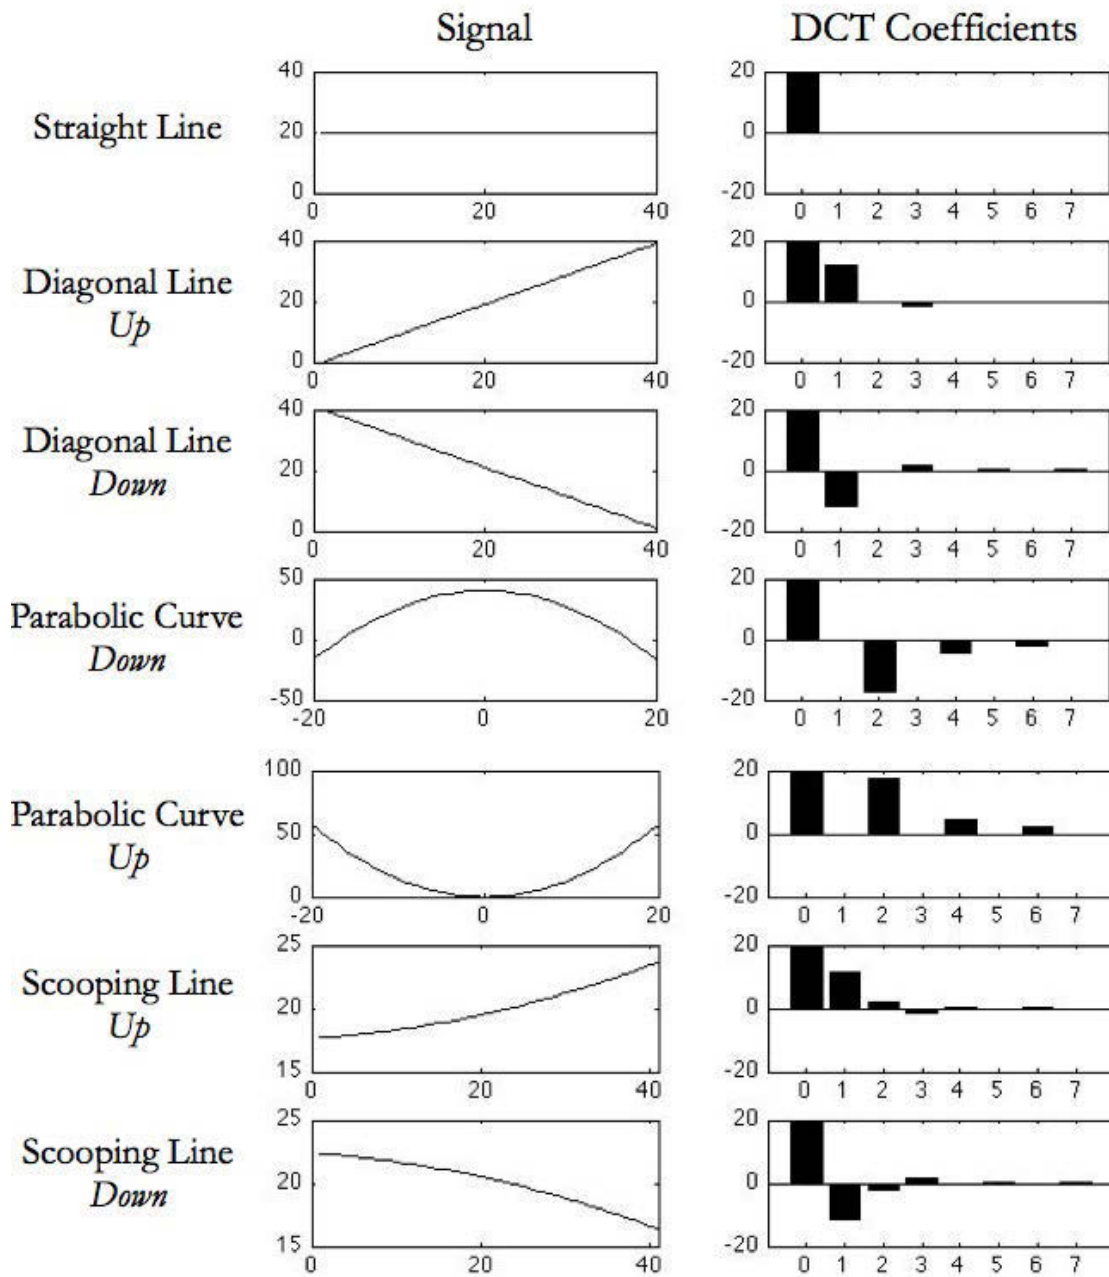 Signal
DCT Coefficients
Straight Line
40
20
0
0 20 40
20
0
-20
0 1 2 3 4 5 6 7
Diagonal Line
Up
40
20
0
0 20 40
20
0
-20
0 1 2 3 4 5 6 7
Diagonal Line
Down
40
20
0
0 20 40
20
0
-20
0 1 2 3 4 5 6 7
Parabolic Curve
Down
50
0
-50
-20 0 20
20
0
-20
0 1 2 3 4 5 6 7
Parabolic Curve
Up
100
50
0
-20 0 20
20
0
-20
0 1 2 3 4 5 6 7
Scooping Line
Up
25
20
15
0 20 40
20
0
-20
0 1 2 3 4 5 6 7
Scooping Line
Down
25
20
15
0 20 40
20
0
-20
0 1 2 3 4 5 6 7